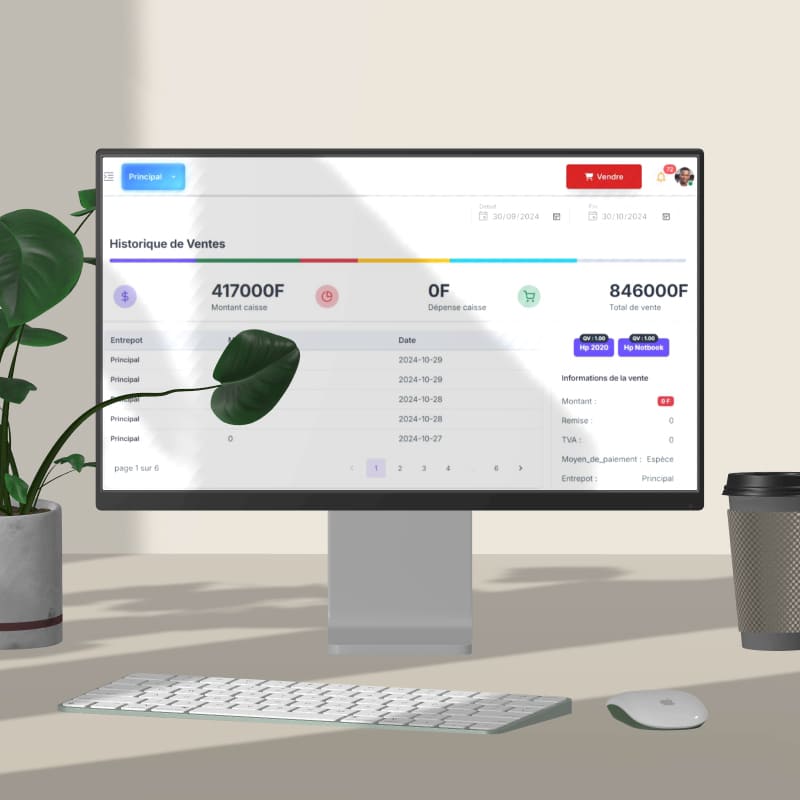 Principal
Vendre
72
Début
30/09/2024
Fin
30/10/2024
Historique de Ventes
417000F
Montant caisse
0F
Dépense caisse
846000F
Total de vente
Entrepot
Date
Principal
2024-10-29
Principal
2024-10-29
Principal
2024-10-28
Principal
2024-10-28
Principal
0
2024-10-27
page 1 sur 6
1 2 3 4 ... 6
QV : 1.00
Hp 2020
QV : 1.00
Hp Notbook
Informations de la vente
Montant :
0 F
Remise :
0
TVA :
0
Moyen_de_paiement :
Espèce
Entrepot :
Principal